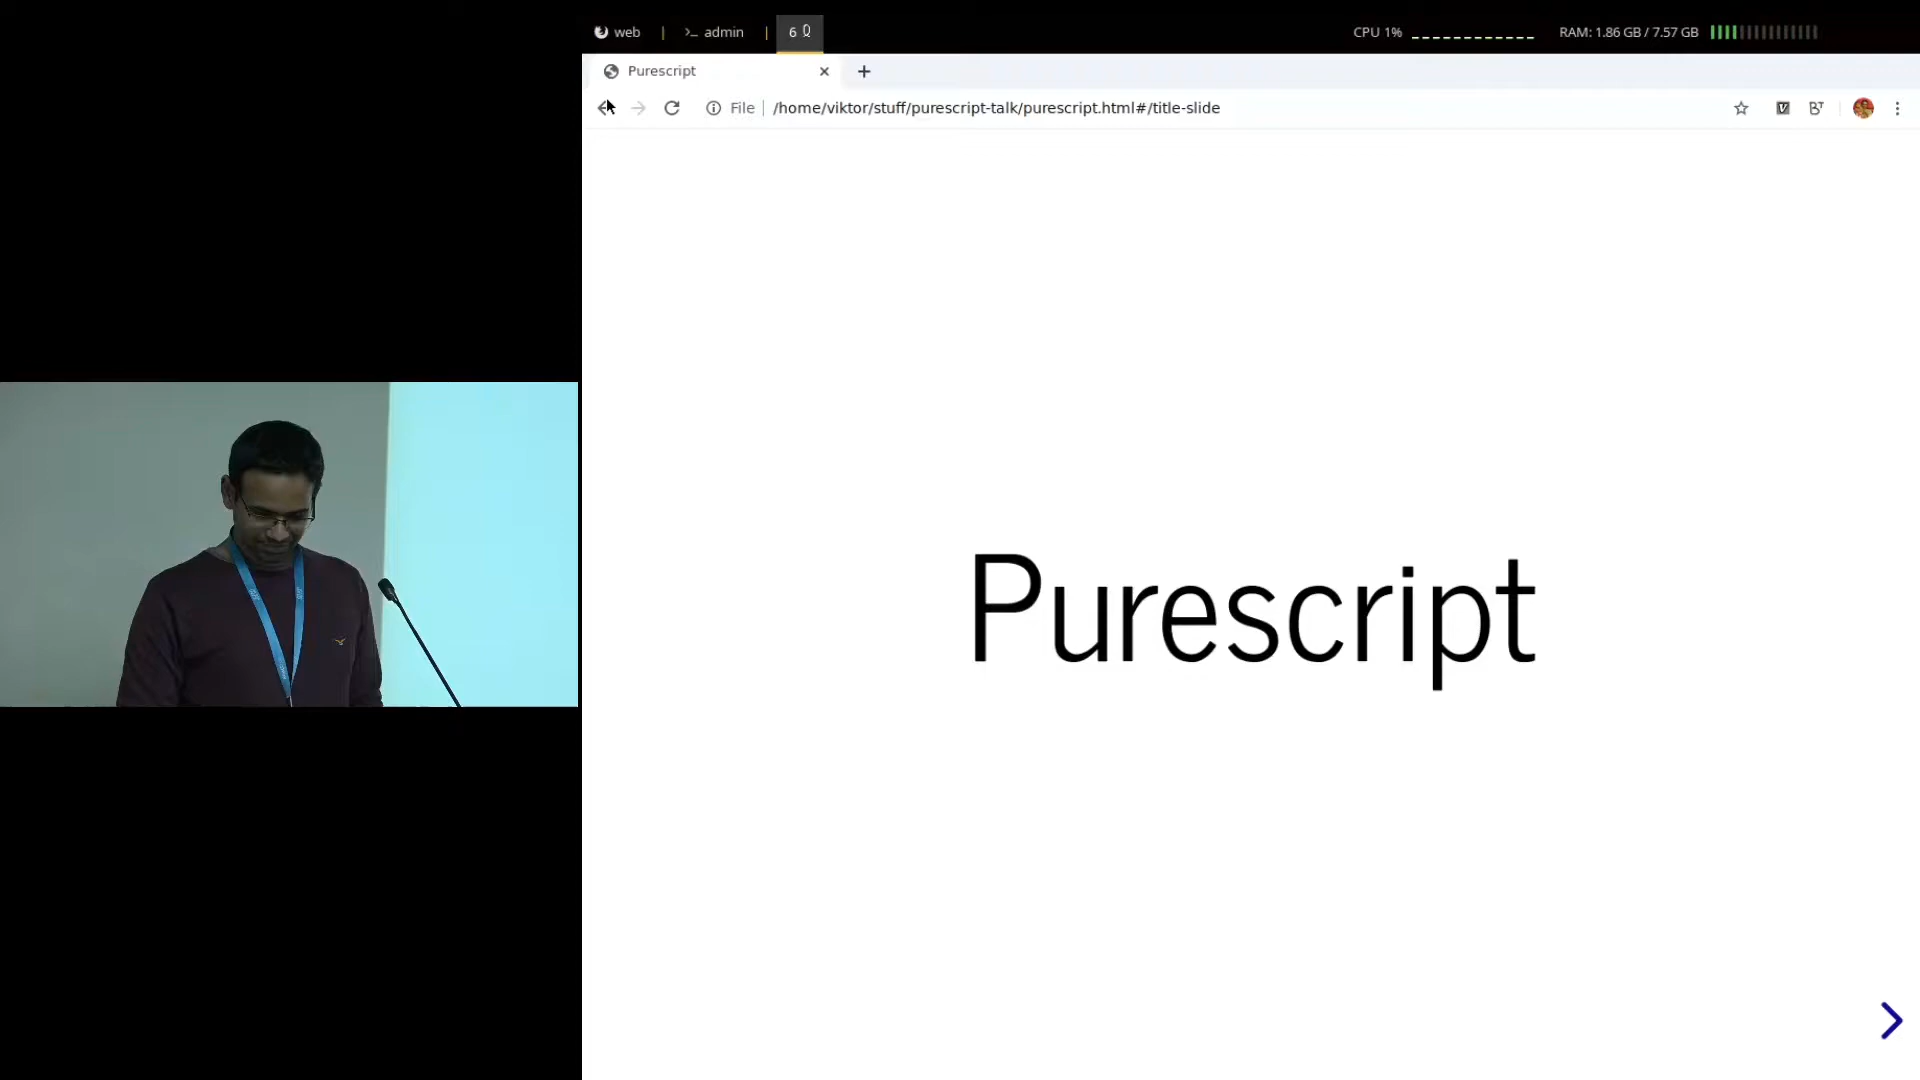 web | >_ admin | 6
CPU 1%
RAM: 1.86 GB / 7.57 GB
Purescript
File | /home/viktor/stuff/purescript-talk/purescript.html#/title-slide
Purescript